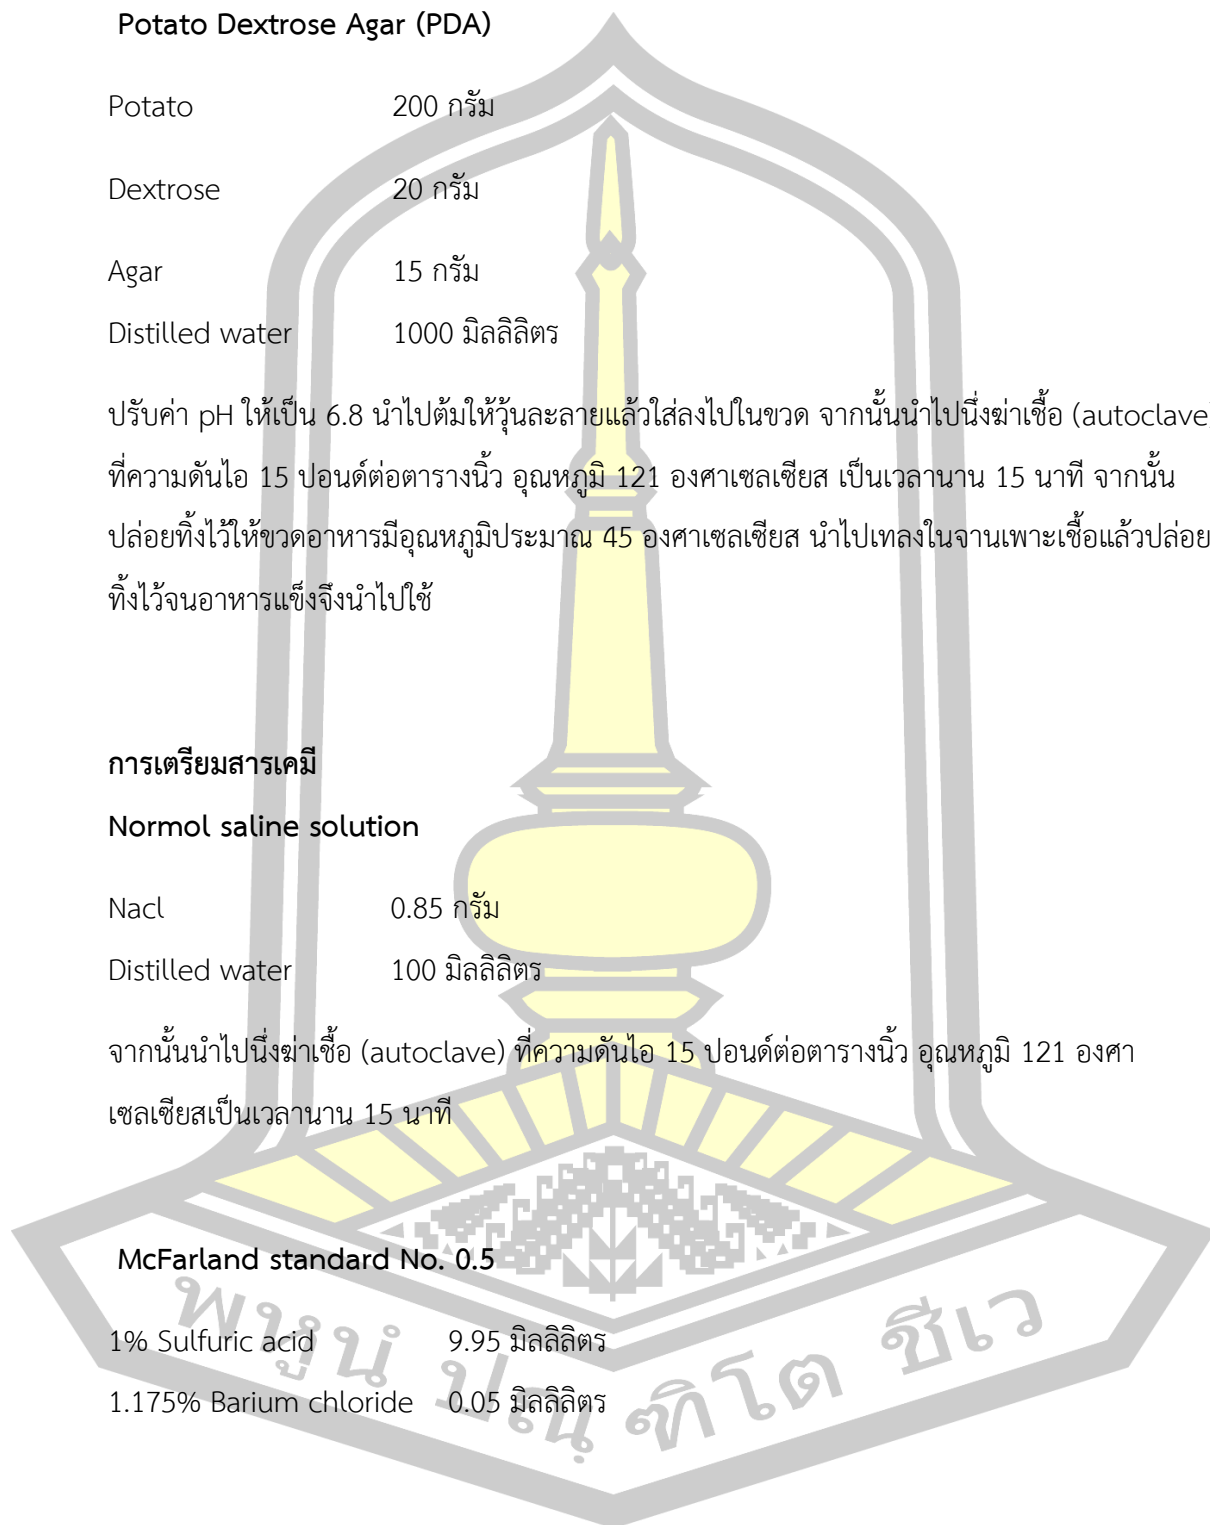 Potato Dextrose Agar (PDA)
Potato 200 กรัม
Dextrose 20 กรัม
Agar 15 กรัม
Distilled water 1000 มิลลิลิตร
ปรับค่า pH ให้เป็น 6.8 นำไปต้มให้วุ้นละลายแล้วใส่ลงไปในขวด จากนั้นนำไปนึ่งฆ่าเชื้อ (autoclave)
ที่ความดันไอ 15 ปอนด์ต่อตารางนิ้ว อุณหภูมิ 121 องศาเซลเซียส เป็นเวลานาน 15 นาที จากนั้น
ปล่อยทิ้งไว้ให้ขวดอาหารมีอุณหภูมิประมาณ 45 องศาเซลเซียส นำไปเทลงในจานเพาะเชื้อแล้วปล่อย
ทิ้งไว้จนอาหารแข็งจึงนำไปใช้
การเตรียมสารเคมี
Normol saline solution
Nacl 0.85 กรัม
Distilled water 100 มิลลิลิตร
จากนั้นนำไปนึ่งฆ่าเชื้อ (autoclave) ที่ความดันไอ 15 ปอนด์ต่อตารางนิ้ว อุณหภูมิ 121 องศา
เซลเซียสเป็นเวลานาน 15 นาที
McFarland standard No. 0.5
1% Sulfuric acid 9.95 มิลลิลิตร
1.175% Barium chloride 0.05 มิลลิลิตร
พหูนํ ปณฺฑิโต ชีเว